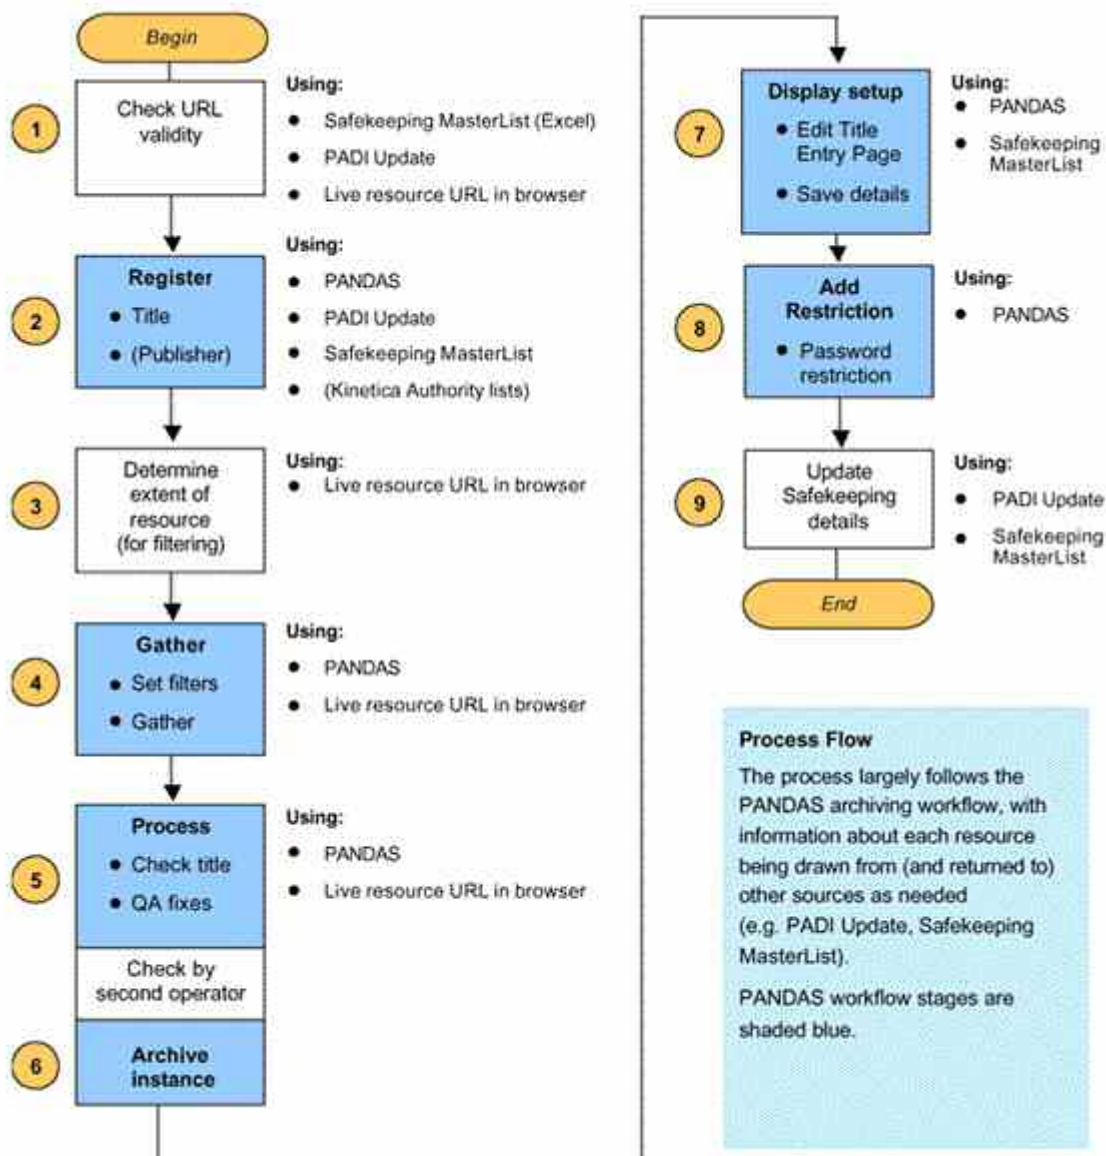 Begin
1
Check URL
validity
Using:
● Safekeeping MasterList (Excel)
● PADI Update
● Live resource URL in browser
2
Register
● Title
● (Publisher)
Using:
● PANDAS
● PADI Update
● Safekeeping MasterList
● (Kinetica Authority lists)
3
Determine
extent of
resource
(for filtering)
Using:
● Live resource URL in browser
4
Gather
● Set filters
● Gather
Using:
● PANDAS
● Live resource URL in browser
5
Process
● Check title
● QA fixes
Using:
● PANDAS
● Live resource URL in browser
Check by
second operator
6
Archive
instance
7
Display setup
● Edit Title
Entry Page
● Save details
Using:
● PANDAS
● Safekeeping
MasterList
8
Add
Restriction
● Password
restriction
Using:
● PANDAS
9
Update
Safekeeping
details
Using:
● PADI Update
● Safekeeping
MasterList
End
Process Flow
The process largely follows the
PANDAS archiving workflow, with
information about each resource
being drawn from (and returned to)
other sources as needed
(e.g. PADI Update, Safekeeping
MasterList).
PANDAS workflow stages are
shaded blue.